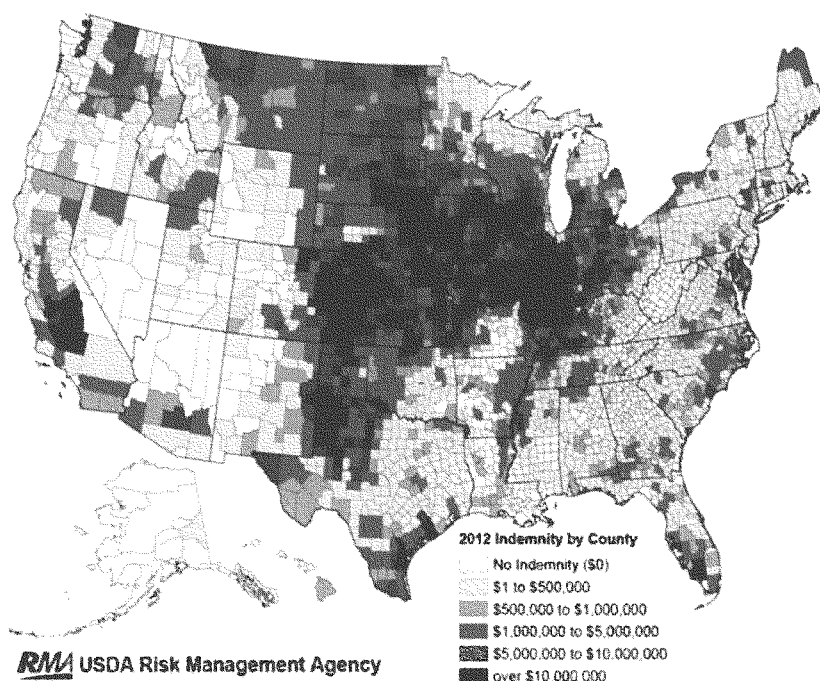 2012 Indemnity by County
No Indemnity ($0)
$1 to $500,000
$500,000 to $1,000,000
$1,000,000 to $5,000,000
$5,000,000 to $10,000,000
over $10,000,000
RMA USDA Risk Management Agency